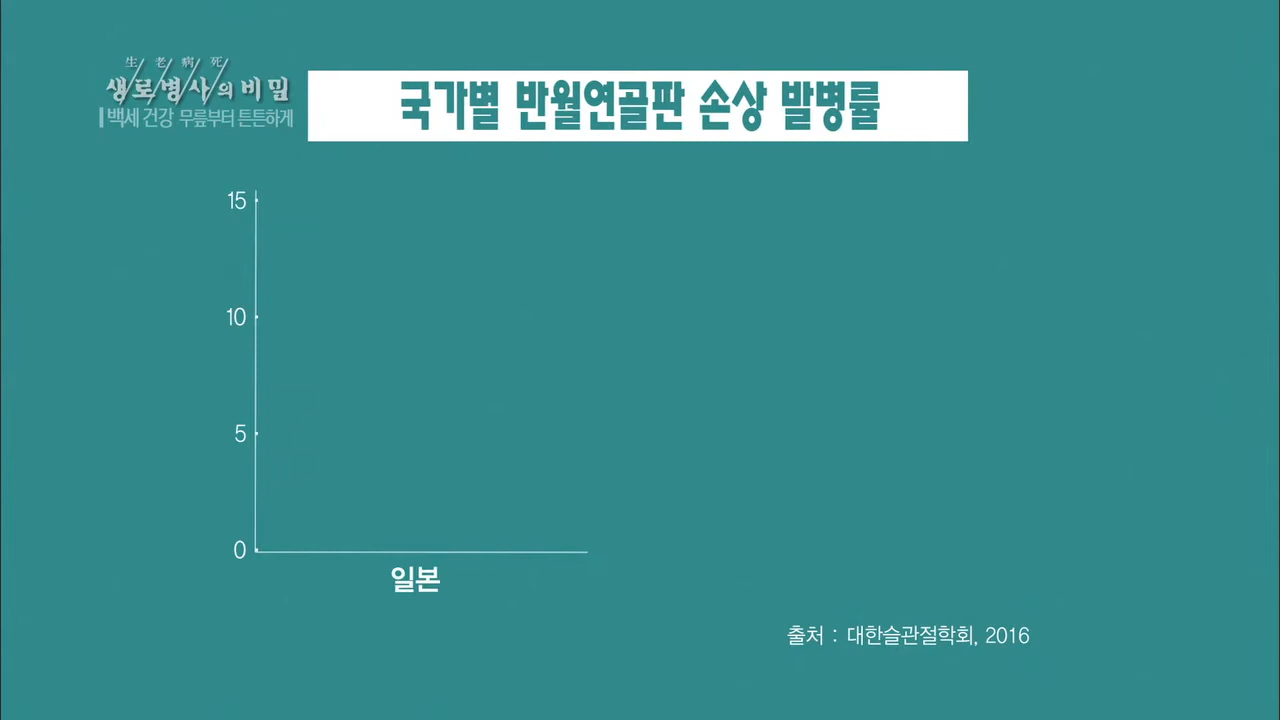 生老病死
생로병사의 비밀
백세 건강 무릎부터 튼튼하게
국가별 반월연골판 손상 발병률
15
10
5
0
일본
출처 : 대한슬관절학회, 2016